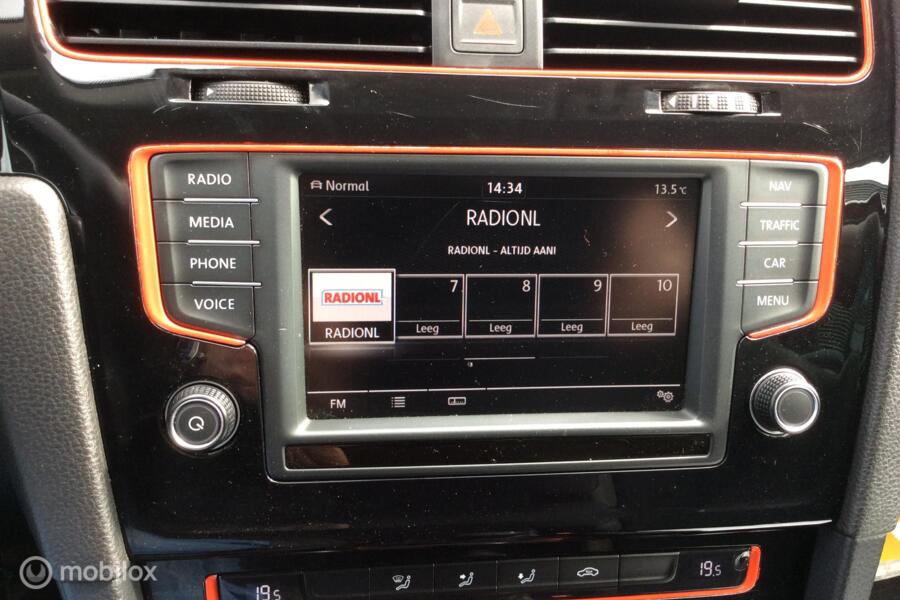 RADIO
MEDIA
PHONE
VOICE
Normal 14:34 13.5°C
RADIONL
RADIONL - ALTIJD AAN!
7 8 9 10
RADIONL
RADIONL Leeg Leeg Leeg Leeg
FM
NAV
TRAFFIC
CAR
MENU
19.5 19.5
mobilox